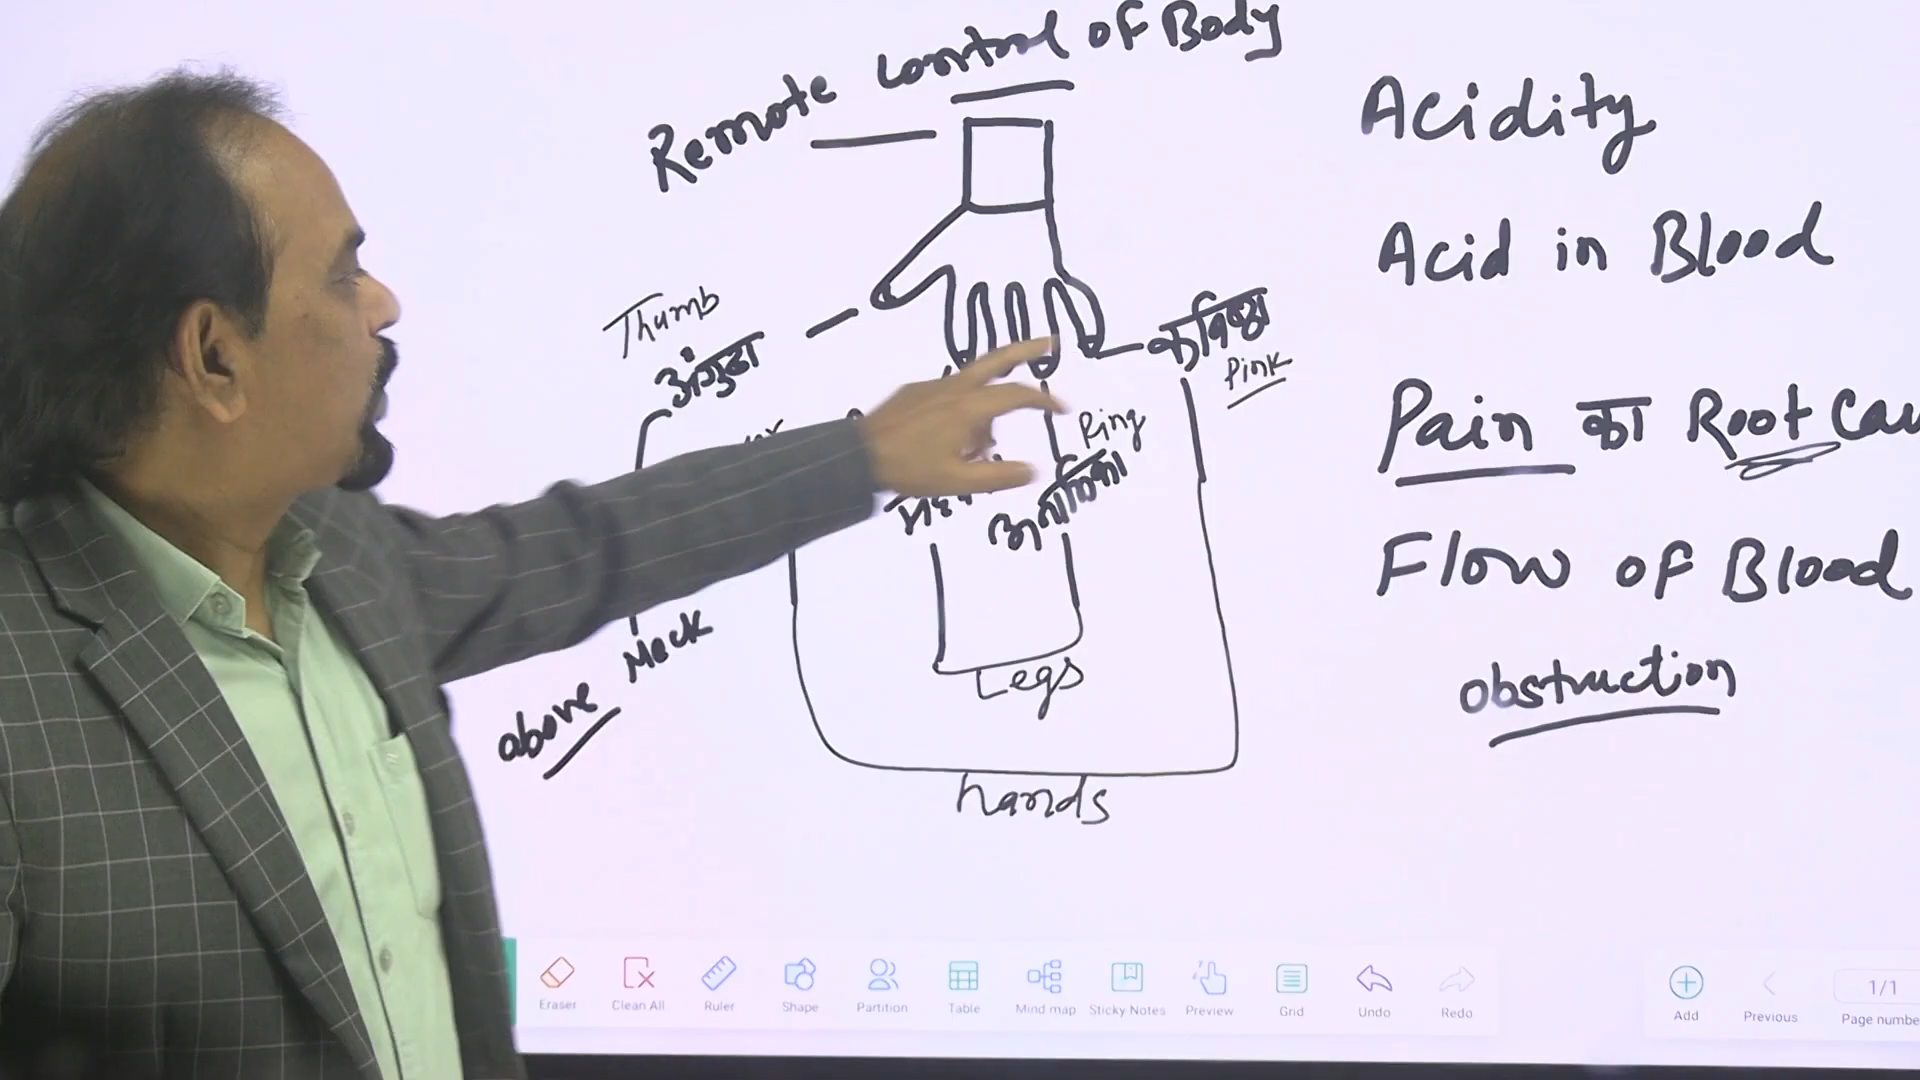 Remote control of Body
Acidity
Acid in Blood
Thumb
अंगुठा
कनिष्ठा
Pink
Pain का Root Cau
Ring
अनामिका
Flow of Blood
Neck
above
Legs
obstruction
hands
Eraser
Clean All
Ruler
Shape
Partition
Table
Mind map
Sticky Notes
Preview
Grid
Undo
Redo
Add
Previous
1/1
Page numbe